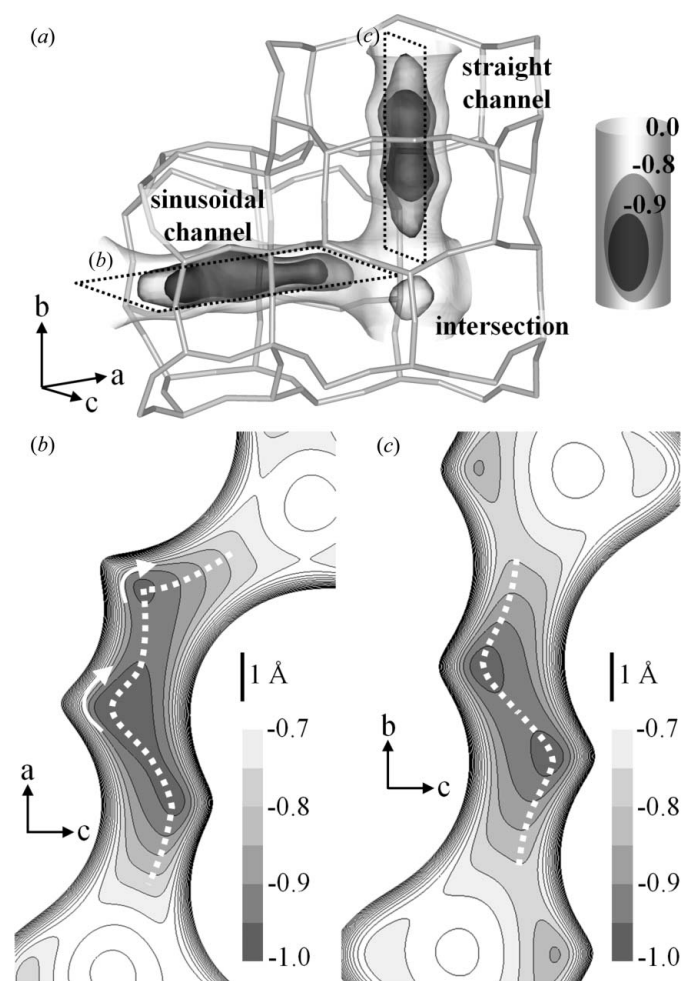 (a)
(c)
straight
channel
0.0
-0.8
-0.9
sinusoidal
channel
(b)
intersection
b
a
c
(b)
(c)
1 Å
-0.7
-0.8
-0.9
-1.0
a
c
1 Å
-0.7
-0.8
-0.9
-1.0
b
c